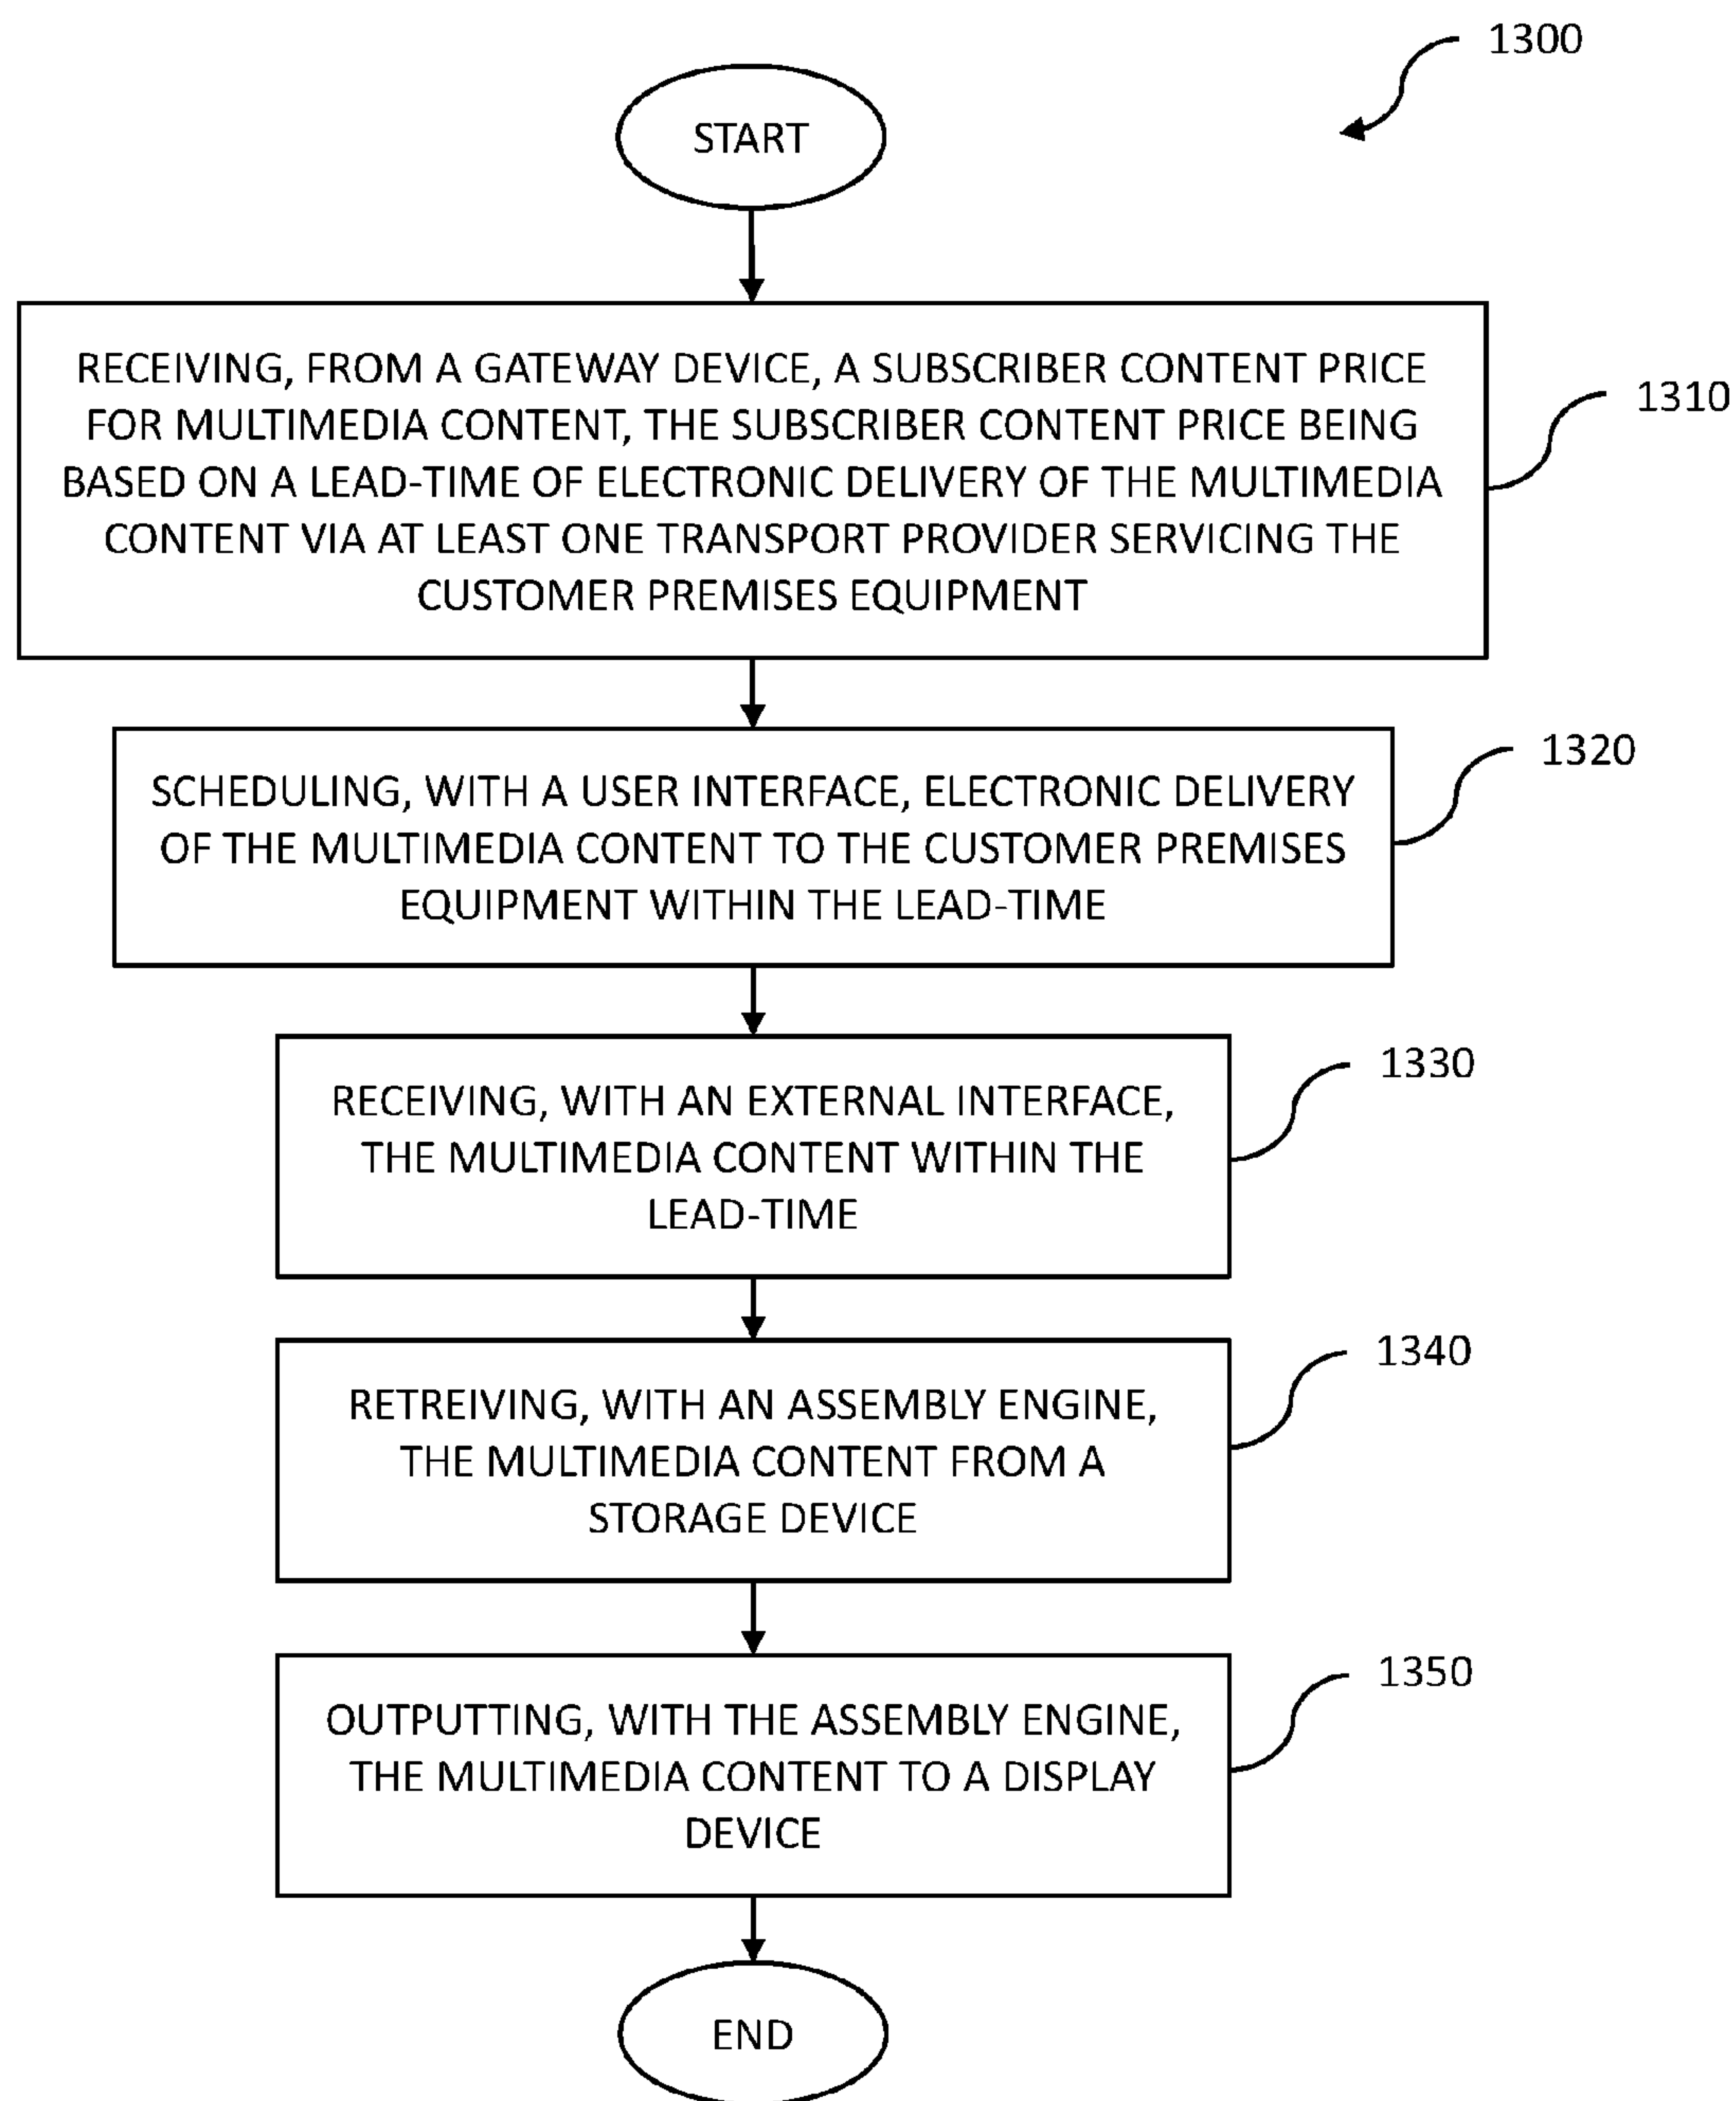 1300
START
RECEIVING, FROM A GATEWAY DEVICE, A SUBSCRIBER CONTENT PRICE
FOR MULTIMEDIA CONTENT, THE SUBSCRIBER CONTENT PRICE BEING
BASED ON A LEAD-TIME OF ELECTRONIC DELIVERY OF THE MULTIMEDIA
CONTENT VIA AT LEAST ONE TRANSPORT PROVIDER SERVICING THE
CUSTOMER PREMISES EQUIPMENT
1310
SCHEDULING, WITH A USER INTERFACE, ELECTRONIC DELIVERY
OF THE MULTIMEDIA CONTENT TO THE CUSTOMER PREMISES
EQUIPMENT WITHIN THE LEAD-TIME
1320
RECEIVING, WITH AN EXTERNAL INTERFACE,
THE MULTIMEDIA CONTENT WITHIN THE
LEAD-TIME
1330
RETREIVING, WITH AN ASSEMBLY ENGINE,
THE MULTIMEDIA CONTENT FROM A
STORAGE DEVICE
1340
OUTPUTTING, WITH THE ASSEMBLY ENGINE,
THE MULTIMEDIA CONTENT TO A DISPLAY
DEVICE
1350
END